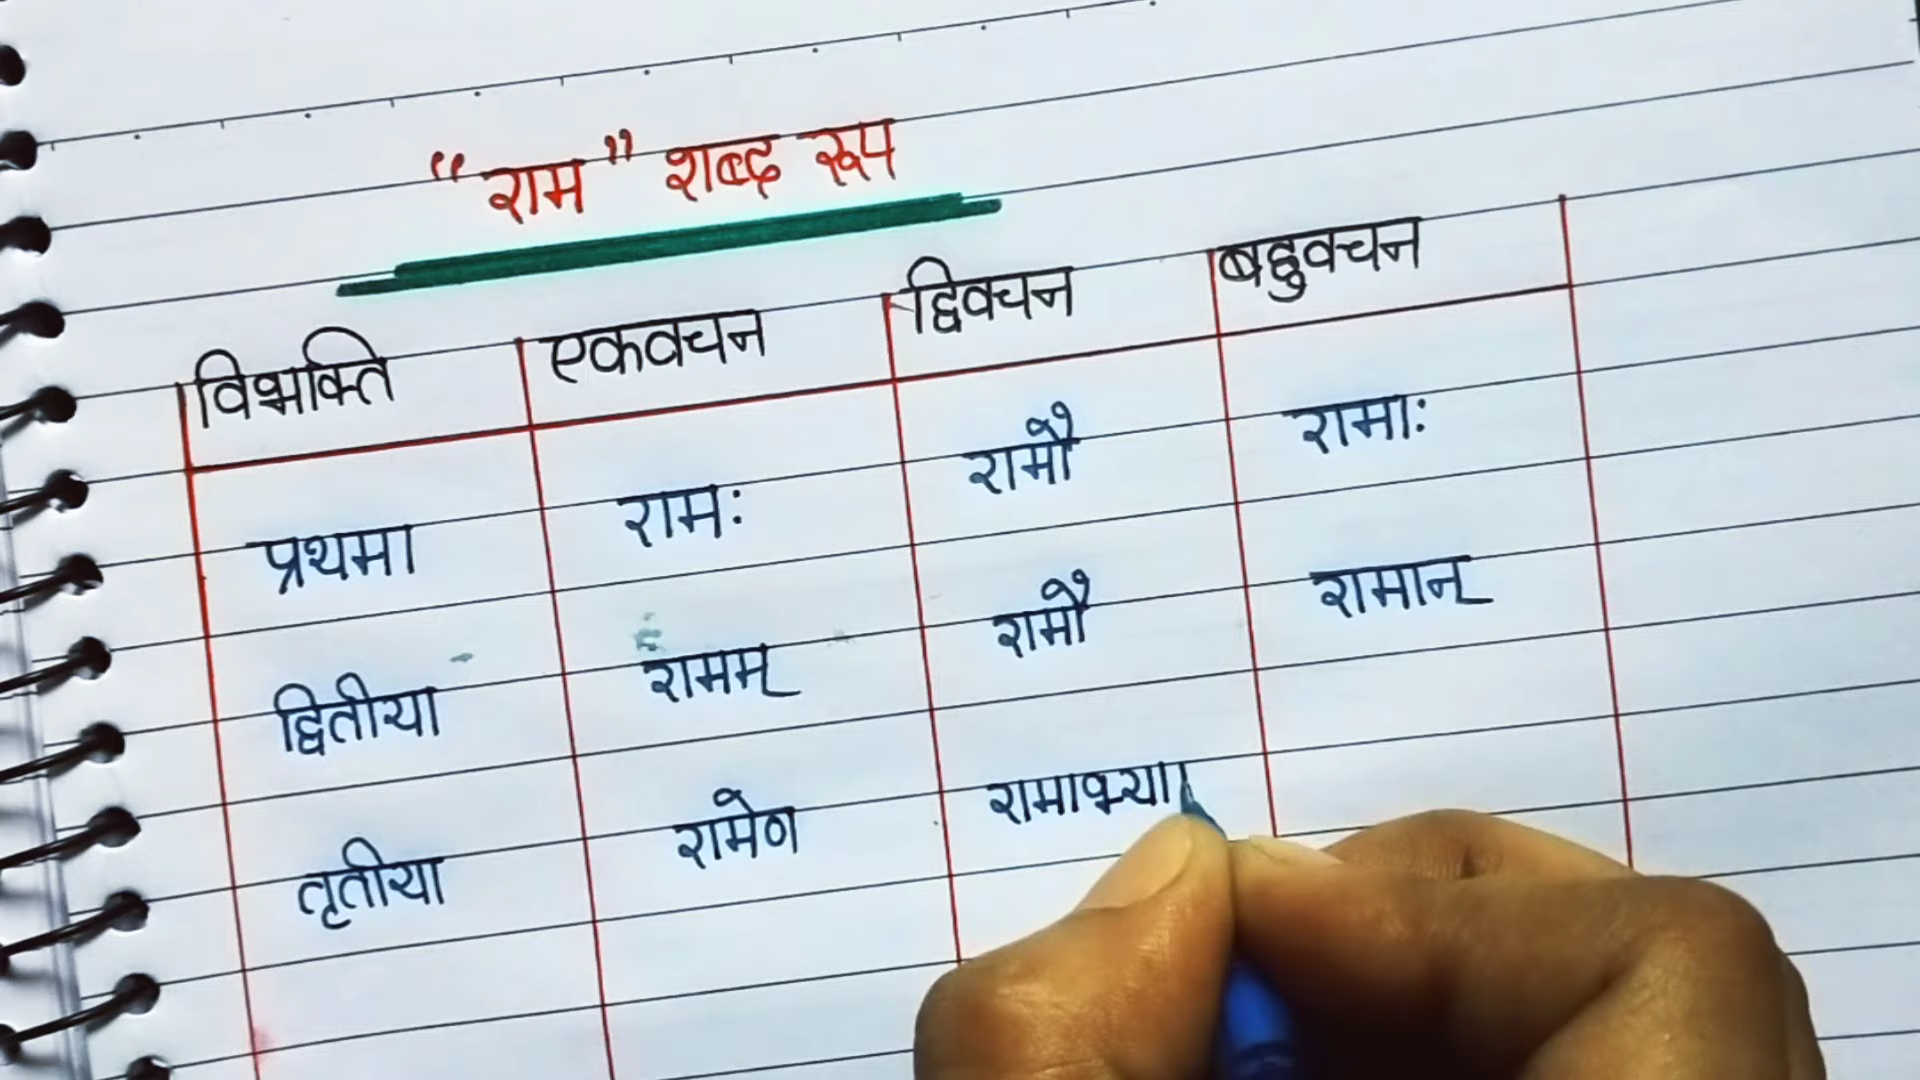 “राम” शब्द रूप
विभक्ति एकवचन द्विवचन बहुवचन
प्रथमा रामः रामौ रामाः
द्वितीया रामम् रामौ रामान्
तृतीया रामेण रामाभ्या